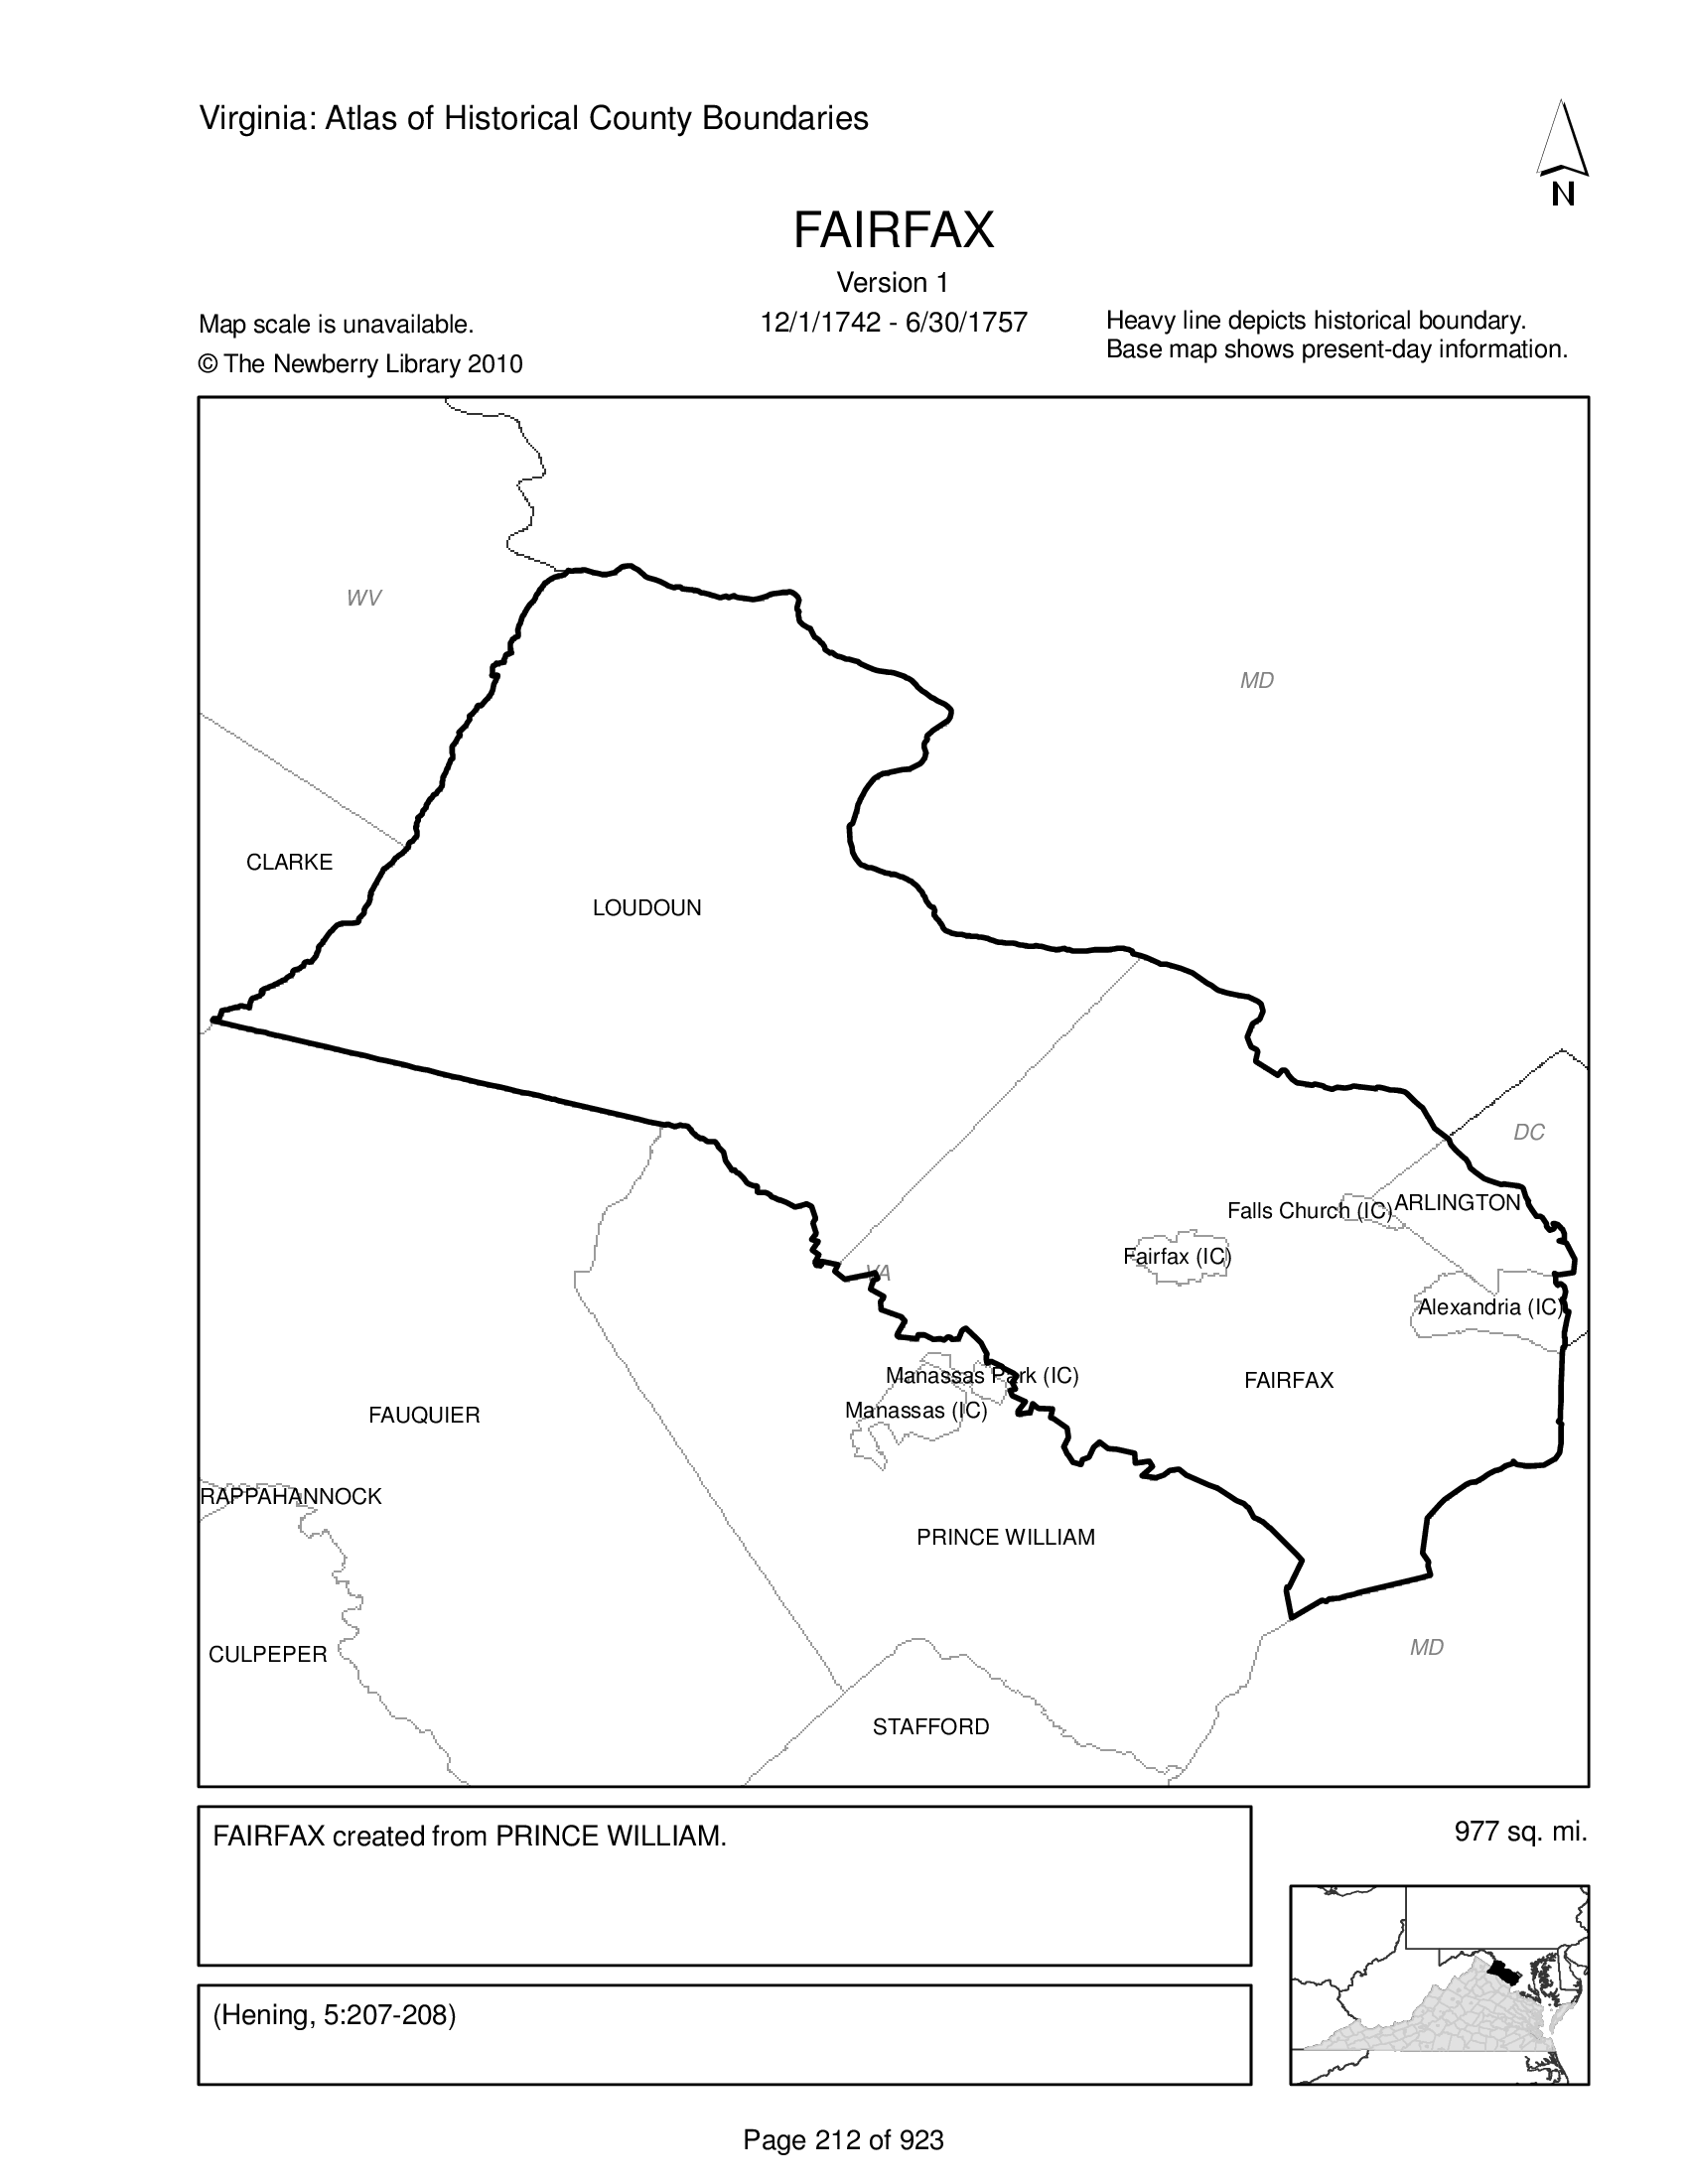 Virginia: Atlas of Historical County Boundaries
N
FAIRFAX
Version 1
12/1/1742 - 6/30/1757
Map scale is unavailable.
© The Newberry Library 2010
Heavy line depicts historical boundary.
Base map shows present-day information.
WV
MD
CLARKE
LOUDOUN
DC
ARLINGTON
Falls Church (IC)
Fairfax (IC)
VA
Alexandria (IC)
Manassas Park (IC)
FAIRFAX
Manassas (IC)
FAUQUIER
RAPPAHANNOCK
PRINCE WILLIAM
MD
CULPEPER
STAFFORD
FAIRFAX created from PRINCE WILLIAM.
977 sq. mi.
(Hening, 5:207-208)
Page 212 of 923